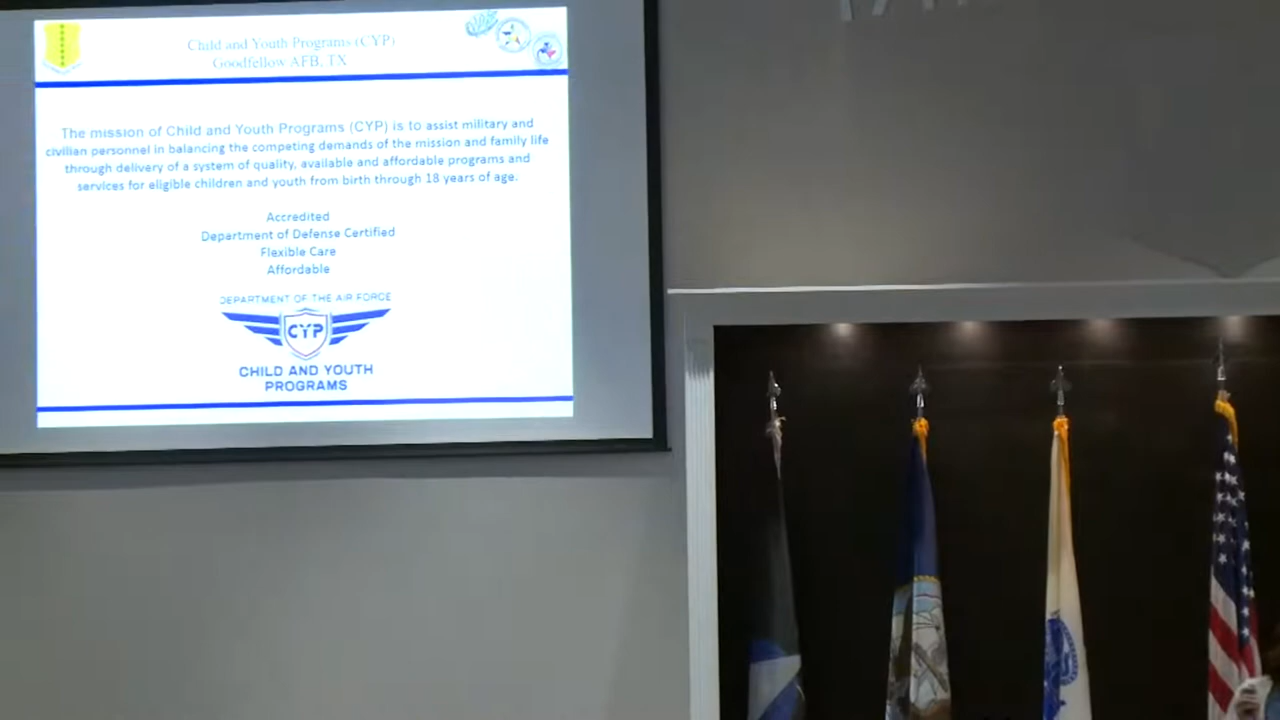 Child and Youth Programs (CYP)
Goodfellow AFB, TX
The mission of Child and Youth Programs (CYP) is to assist military and
civilian personnel in balancing the competing demands of the mission and family life
through delivery of a system of quality, available and affordable programs and
services for eligible children and youth from birth through 18 years of age.
Accredited
Department of Defense Certified
Flexible Care
Affordable
DEPARTMENT OF THE AIR FORCE
CYP
CHILD AND YOUTH
PROGRAMS